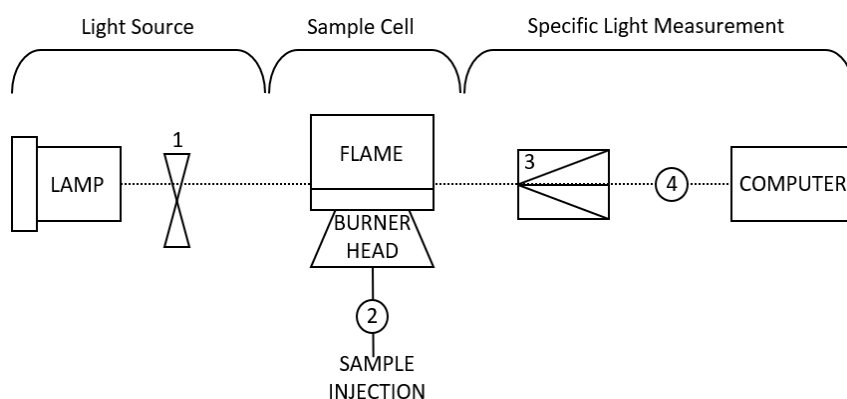 Light Source
Sample Cell
Specific Light Measurement
1
LAMP
FLAME
BURNER
HEAD
2
SAMPLE
INJECTION
3
4
COMPUTER